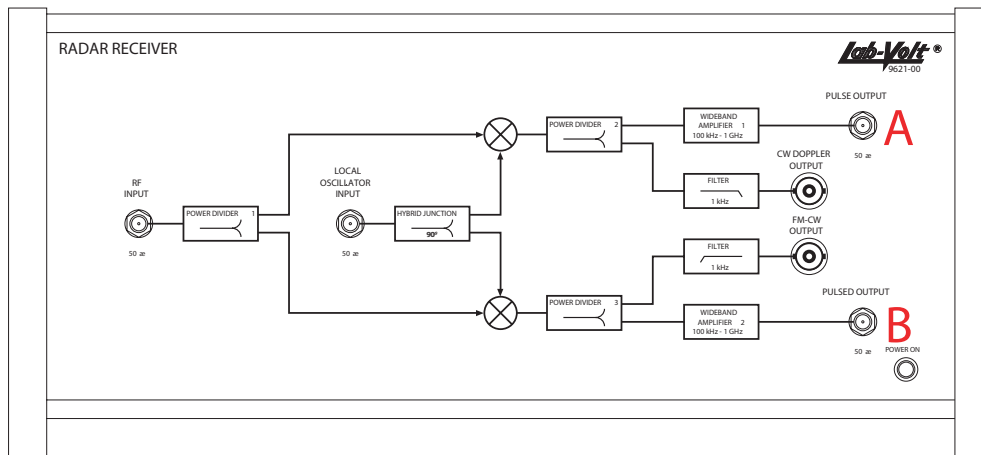 RADAR RECEIVER
Lab-Volt ®
9621-00
PULSE OUTPUT
A
50 æ
WIDEBAND
AMPLIFIER 1
100 kHz - 1 GHz
POWER DIVIDER 2
CW DOPPLER
OUTPUT
FILTER
1 kHz
RF
INPUT
50 æ
POWER DIVIDER 1
LOCAL
OSCILLATOR
INPUT
50 æ
HYBRID JUNCTION
90º
FM-CW
OUTPUT
FILTER
1 kHz
POWER DIVIDER 3
WIDEBAND
AMPLIFIER 2
100 kHz - 1 GHz
PULSED OUTPUT
B
50 æ
POWER ON